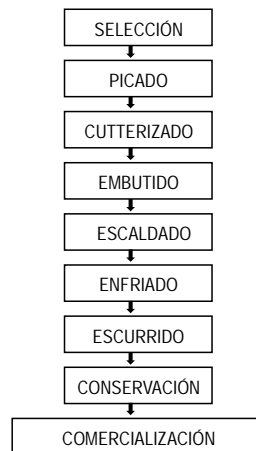 SELECCIÓN
PICADO
CUTTERIZADO
EMBUTIDO
ESCALDADO
ENFRIADO
ESCURRIDO
CONSERVACIÓN
COMERCIALIZACIÓN